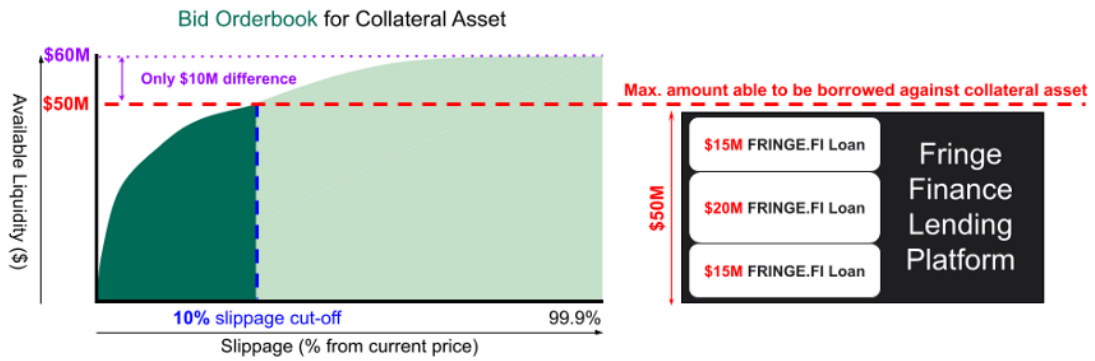 Bid Orderbook for Collateral Asset
$60M
Only $10M difference
$50M
Max. amount able to be borrowed against collateral asset
Available Liquidity ($)
$50M
$15M FRINGE.FI Loan
$20M FRINGE.FI Loan
$15M FRINGE.FI Loan
Fringe
Finance
Lending
Platform
10% slippage cut-off
99.9%
Slippage (% from current price)